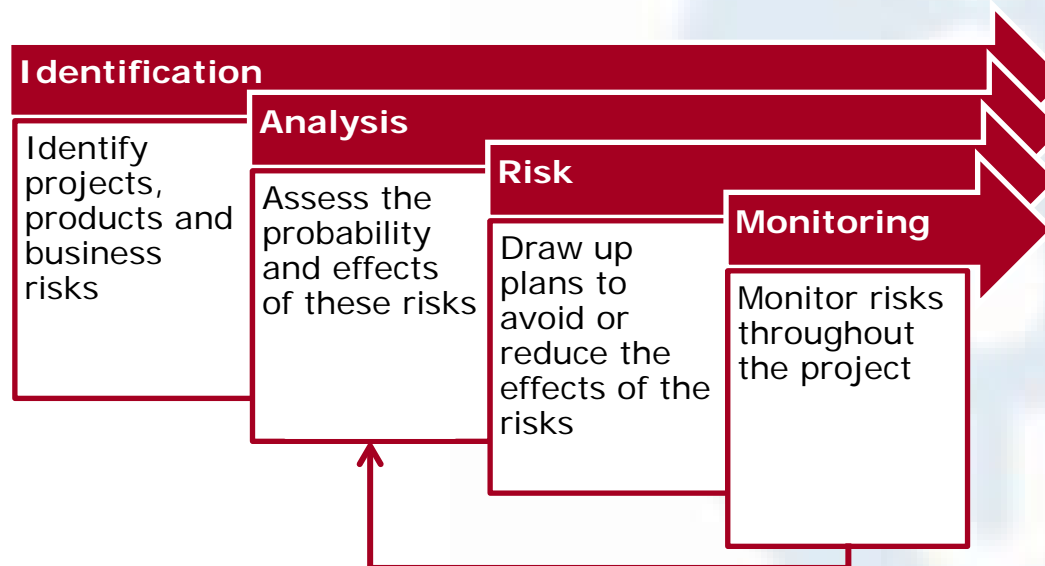 Identification
Identify
projects,
products and
business
risks
Analysis
Assess the
probability
and effects
of these risks
Risk
Draw up
plans to
avoid or
reduce the
effects of the
risks
Monitoring
Monitor risks
throughout
the project